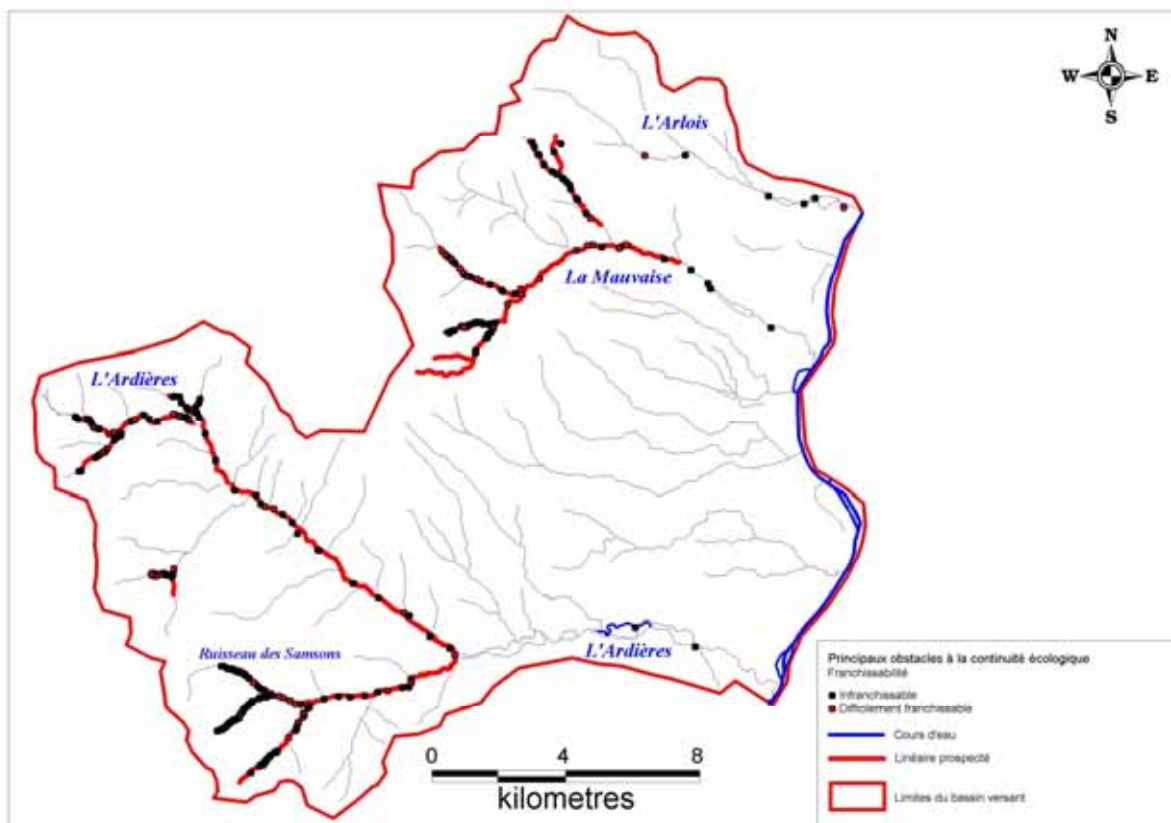 N
W E
S
L'Arlois
La Mauvaise
L'Ardières
Ruisseau des Samsons
L'Ardières
0 4 8
kilometres
Principaux obstacles à la continuité écologique
Franchissabilité
Infranchissable
Difficilement franchissable
Cours d'eau
Linéaire prospecté
Limites du bassin versant